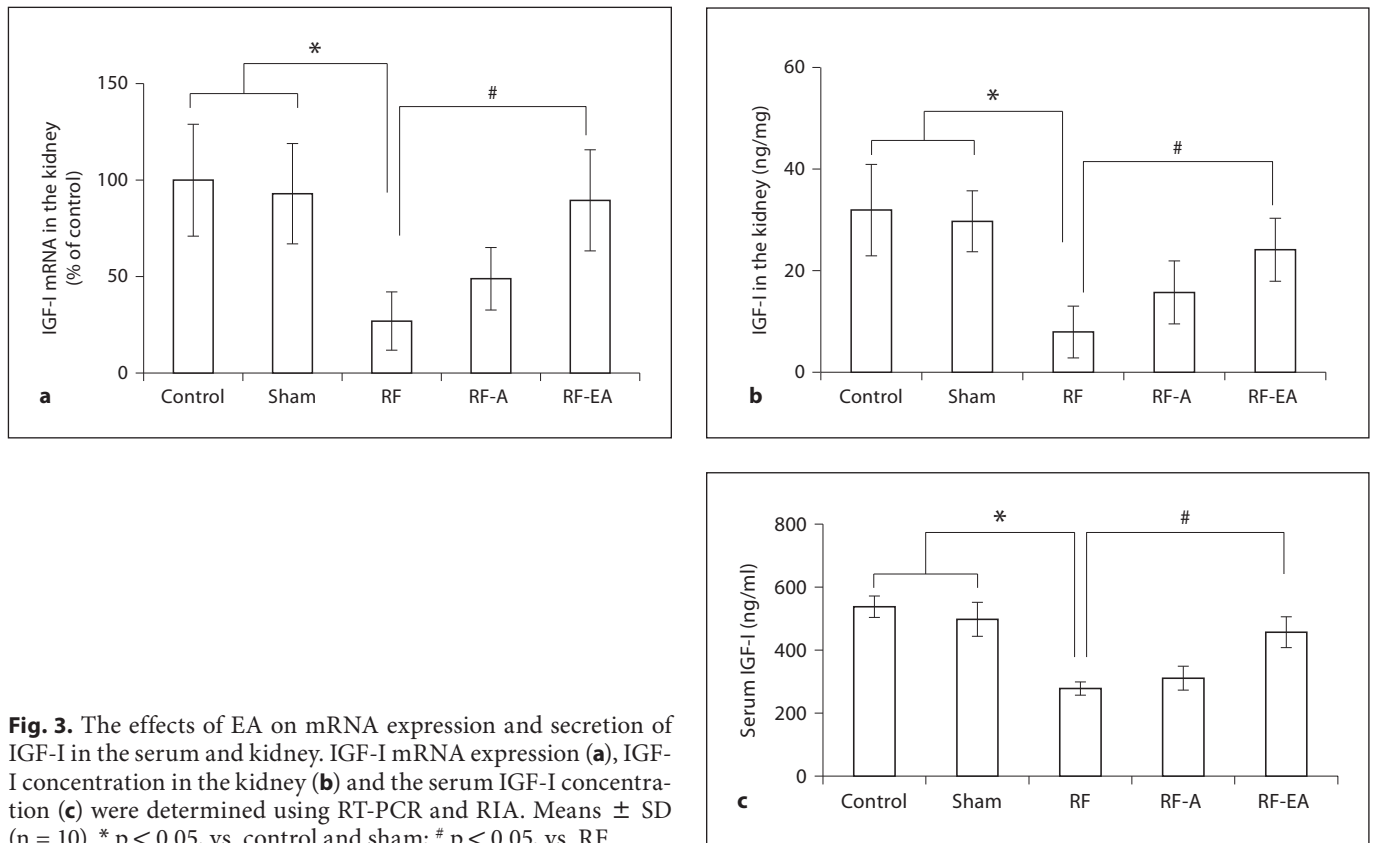 *
#
150
100
50
0
IGF-I mRNA in the kidney
(% of control)
a
Control Sham RF RF-A RF-EA
*
#
60
40
20
0
IGF-I in the kidney (ng/mg)
b
Control Sham RF RF-A RF-EA
*
#
800
600
400
200
0
Serum IGF-I (ng/ml)
c
Control Sham RF RF-A RF-EA
Fig. 3. The effects of EA on mRNA expression and secretion of
IGF-I in the serum and kidney. IGF-I mRNA expression (a), IGF-
I concentration in the kidney (b) and the serum IGF-I concentra-
tion (c) were determined using RT-PCR and RIA. Means ± SD
(n = 10). * p < 0.05, vs. control and sham; # p < 0.05, vs. RF.